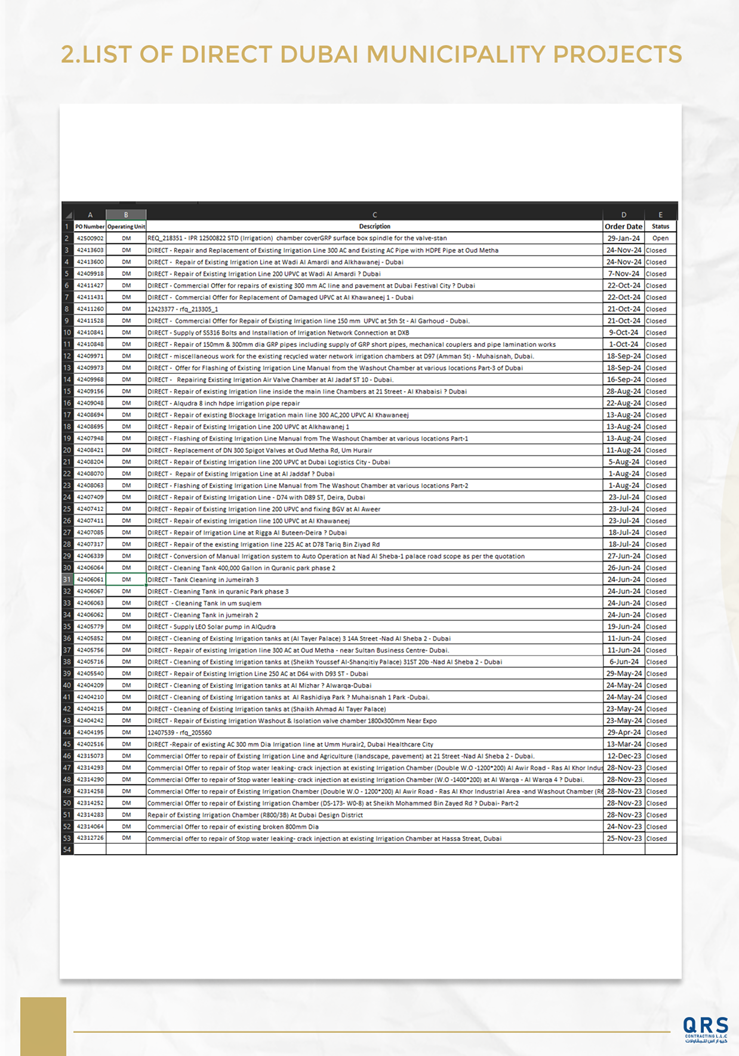 2.LIST OF DIRECT DUBAI MUNICIPALITY PROJECTS
A B C D E
1 PO Number Operating Unit Description Order Date Status
2 42500902 DM REQ_218351 - IPR 12500822 STD (Irrigation) chamber coverGRP surface box spindle for the valve-stan 29-Jan-24 Open
3 42413603 DM DIRECT - Repair and Replacement of Existing Irrigation Line 300 AC and Existing AC Pipe with HDPE Pipe at Oud Metha 24-Nov-24 Closed
4 42413600 DM DIRECT - Repair of Existing Irrigation Line at Wadi Al Amardi and Alkhawanej - Dubai 24-Nov-24 Closed
5 42409918 DM DIRECT - Repair of Existing Irrigation Line 200 UPVC at Wadi Al Amardi ? Dubai 7-Nov-24 Closed
6 42411427 DM DIRECT - Commercial Offer for repairs of existing 300 mm AC line and pavement at Dubai Festival City ? Dubai 22-Oct-24 Closed
7 42411431 DM DIRECT - Commercial Offer for Replacement of Damaged UPVC at Al Khawaneej 1 - Dubai 22-Oct-24 Closed
8 42411260 DM 12423377 - rfq_213305_1 21-Oct-24 Closed
9 42411528 DM DIRECT - Commercial Offer for Repair of Existing Irrigation line 150 mm UPVC at 5th St - Al Garhoud - Dubai. 21-Oct-24 Closed
10 42410841 DM DIRECT - Supply of SS316 Bolts and Installation of Irrigation Network Connection at DXB 9-Oct-24 Closed
11 42410848 DM DIRECT - Repair of 150mm & 300mm dia GRP pipes including supply of GRP short pipes, mechanical couplers and pipe lamination works 1-Oct-24 Closed
12 42409971 DM DIRECT - miscellaneous work for the existing recycled water network irrigation chambers at D97 (Amman St) - Muhaisnah, Dubai. 18-Sep-24 Closed
13 42409973 DM DIRECT - Offer for Flashing of Existing Irrigation Line Manual from the Washout Chamber at various locations Part-3 of Dubai 18-Sep-24 Closed
14 42409968 DM DIRECT - Repairing Existing Irrigation Air Valve Chamber at Al Jadaf ST 10 - Dubai. 16-Sep-24 Closed
15 42409156 DM DIRECT - Repair of Existing Irrigation line inside the main line Chambers at 21 Street - Al Khabaisi ? Dubai 28-Aug-24 Closed
16 42409048 DM DIRECT - Alqudra 8 inch hdpe irrigation pipe repair 22-Aug-24 Closed
17 42408694 DM DIRECT - Repair of existing Blockage Irrigation main line 300 AC,200 UPVC Al Khawaneej 13-Aug-24 Closed
18 42408695 DM DIRECT - Repair of Existing Irrigation Line 200 UPVC at Alkhawanej 1 13-Aug-24 Closed
19 42407948 DM DIRECT - Flashing of Existing Irrigation Line Manual from The Washout Chamber at various locations Part-1 13-Aug-24 Closed
20 42408421 DM DIRECT - Replacement of DN 300 Spigot Valves at Oud Metha Rd, Um Hurair 11-Aug-24 Closed
21 42408204 DM DIRECT - Repair of Existing Irrigation line 200 UPVC at Dubai Logistics City - Dubai 5-Aug-24 Closed
22 42408070 DM DIRECT - Repair of Existing Irrigation Line at Al Jaddaf ? Dubai 1-Aug-24 Closed
23 42408063 DM DIRECT - Flashing of Existing Irrigation Line Manual from The Washout Chamber at various locations Part-2 1-Aug-24 Closed
24 42407409 DM DIRECT - Repair of Existing Irrigation Line - D74 with D89 ST, Deira, Dubai 23-Jul-24 Closed
25 42407412 DM DIRECT - Repair of Existing Irrigation line 200 UPVC and fixing BGV at Al Aweer 23-Jul-24 Closed
26 42407411 DM DIRECT - Repair of existing Irrigation line 100 UPVC at Al Khawaneej 23-Jul-24 Closed
27 42407085 DM DIRECT - Repair of Irrigation Line at Rigga Al Buteen-Deira ? Dubai 18-Jul-24 Closed
28 42407317 DM DIRECT - Repair of the existing Irrigation line 225 AC at D78 Tariq Bin Ziyad Rd 18-Jul-24 Closed
29 42406339 DM DIRECT - Conversion of Manual Irrigation system to Auto Operation at Nad Al Sheba-1 palace road scope as per the quotation 27-Jun-24 Closed
30 42406064 DM DIRECT - Cleaning Tank 400,000 Gallon in Quranic park phase 2 26-Jun-24 Closed
31 42406061 DM DIRECT - Tank Cleaning in Jumeirah 3 24-Jun-24 Closed
32 42406067 DM DIRECT - Cleaning Tank in quranic Park phase 3 24-Jun-24 Closed
33 42406063 DM DIRECT - Cleaning Tank in um suqiem 24-Jun-24 Closed
34 42406062 DM DIRECT - Cleaning Tank in jumeirah 2 24-Jun-24 Closed
35 42405779 DM DIRECT - Supply LEO Solar pump in AlQudra 19-Jun-24 Closed
36 42405852 DM DIRECT - Cleaning of Existing Irrigation tanks at (Al Tayer Palace) 3 14A Street -Nad Al Sheba 2 - Dubai 11-Jun-24 Closed
37 42405756 DM DIRECT - Repair of existing Irrigation line 300 AC at Oud Metha - near Sultan Business Centre- Dubai. 11-Jun-24 Closed
38 42405716 DM DIRECT - Cleaning of Existing Irrigation tanks at (Sheikh Youssef Al-Shanqitiy Palace) 31ST 20b -Nad Al Sheba 2 - Dubai 6-Jun-24 Closed
39 42405540 DM DIRECT - Repair of Existing Irrigtion Line 250 AC at D64 with D93 ST - Dubai 29-May-24 Closed
40 42404209 DM DIRECT - Cleaning of Existing Irrigation tanks at Al Mizhar ? Alwarqa-Dubai 24-May-24 Closed
41 42404210 DM DIRECT - Cleaning of Existing Irrigation tanks at Al Rashidiya Park ? Muhaisnah 1 Park -Dubai. 24-May-24 Closed
42 42404215 DM DIRECT - Cleaning of Existing Irrigation tanks at (Shaikh Ahmad Al Tayer Palace) 23-May-24 Closed
43 42404242 DM DIRECT - Repair of Existing Irrigation Washout & Isolation valve chamber 1800x300mm Near Expo 23-May-24 Closed
44 42404195 DM 12407539 - rfq_205560 29-Apr-24 Closed
45 42402516 DM DIRECT -Repair of existing AC 300 mm Dia Irrigation line at Umm Hurair2, Dubai Healthcare City 13-Mar-24 Closed
46 42315073 DM Commercial Offer to repair of Existing Irrigation Line and Agriculture (landscape, pavement) at 21 Street -Nad Al Sheba 2 - Dubai. 12-Dec-23 Closed
47 42314293 DM Commercial Offer to repair of Stop water leaking- crack injection at existing Irrigation Chamber (Double W.O -1200*200) Al Awir Road - Ras Al Khor Indus 28-Nov-23 Closed
48 42314290 DM Commercial Offer to repair of Stop water leaking- crack injection at existing Irrigation Chamber (W.O -1400*200) at Al Warqa - Al Warqa 4 ? Dubai. 28-Nov-23 Closed
49 42314258 DM Commercial Offer to repair of Existing Irrigation Chamber (Double W.O - 1200*200) Al Awir Road - Ras Al Khor Industrial Area -and Washout Chamber (R 28-Nov-23 Closed
50 42314252 DM Commercial Offer to repair of Existing Irrigation Chamber (DS-173- W0-8) at Sheikh Mohammed Bin Zayed Rd ? Dubai- Part-2 28-Nov-23 Closed
51 42314283 DM Repair of Existing Irrigation Chamber (R800/3B) At Dubai Design District 28-Nov-23 Closed
52 42314064 DM Commercial Offer to repair of existing broken 800mm Dia 24-Nov-23 Closed
53 42312726 DM Commercial offer to repair of Stop water leaking- crack injection at existing Irrigation Chamber at Hassa Streat, Dubai 25-Nov-23 Closed
54
QRS
CONTRACTING L.L.C
كيو ار اس للمقاولات